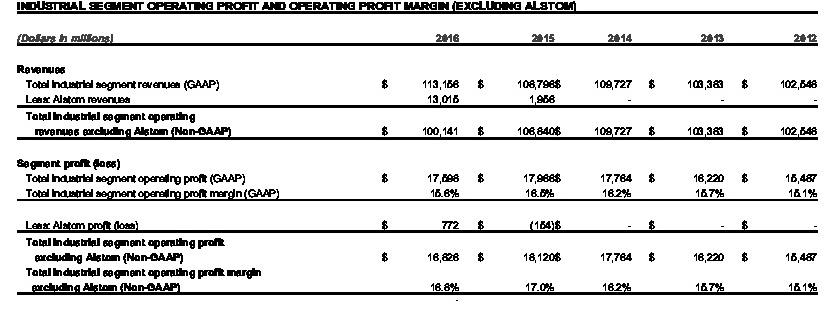 INDUSTRIAL SEGMENT OPERATING PROFIT AND OPERATING PROFIT MARGIN (EXCLUDING ALSTOM)
(Dollars in millions) 2016 2015 2014 2013 2012
Revenues
Total industrial segment revenues (GAAP) $ 113,156 $ 108,796$ 109,727 $ 103,383 $ 102,548
Less: Alstom revenues 13,015 1,956 - - -
Total industrial segment operating
revenues excluding Alstom (Non-GAAP) $ 100,141 $ 106,840$ 109,727 $ 103,383 $ 102,548
Segment profit (loss)
Total industrial segment operating profit (GAAP) $ 17,598 $ 17,966$ 17,764 $ 16,220 $ 15,487
Total industrial segment operating profit margin (GAAP) 15.6% 16.5% 16.2% 15.7% 15.1%
Less: Alstom profit (loss) $ 772 $ (154)$ - $ - $ -
Total industrial segment operating profit
excluding Alstom (Non-GAAP) $ 16,826 $ 18,120$ 17,764 $ 16,220 $ 15,487
Total industrial segment operating profit margin
excluding Alstom (Non-GAAP) 16.8% 17.0% 16.2% 15.7% 15.1%